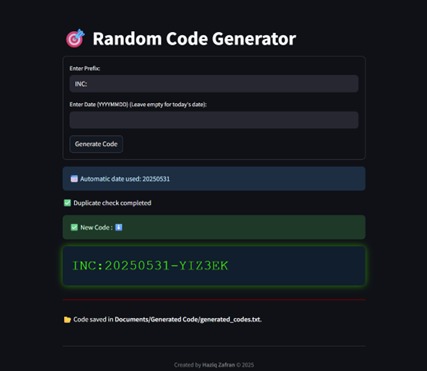 Random Code Generator
Enter Prefix:
INC:
Enter Date (YYYYMMDD) (Leave empty for today's date):
Generate Code
Automatic date used: 20250531
Duplicate check completed
New Code :
INC:20250531-YIZ3EK
Code saved in Documents/Generated Code/generated_codes.txt.
Created by Haziq Zafran © 2025